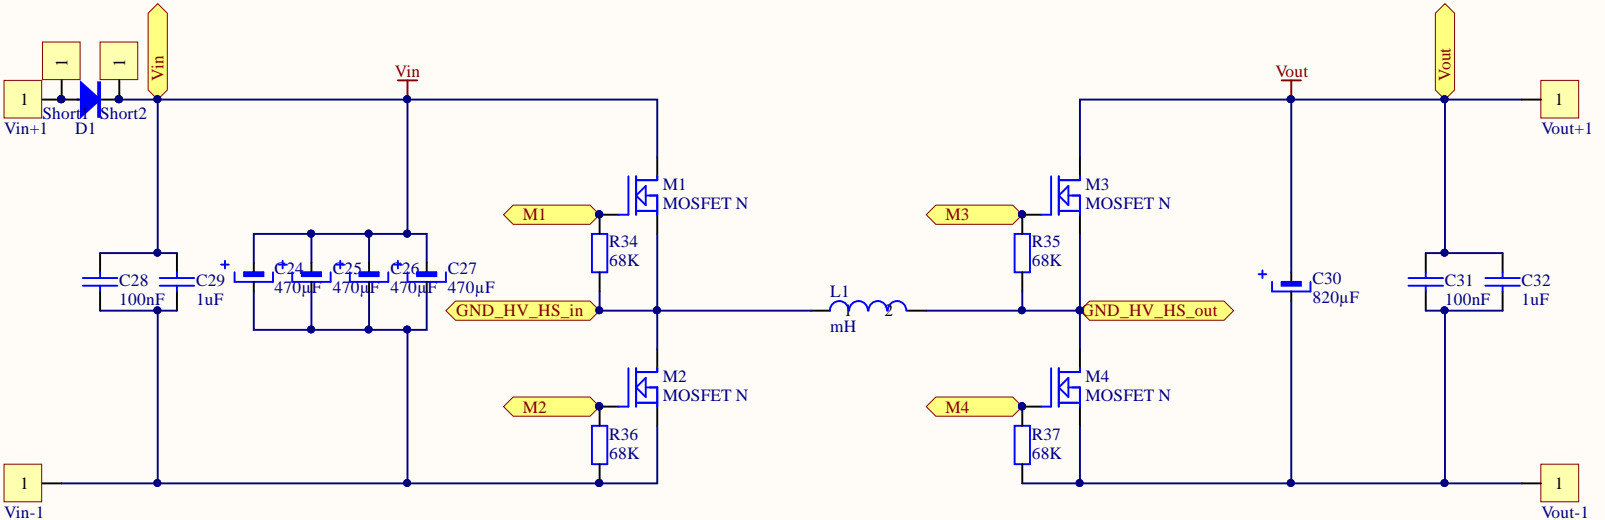 1
1
Vin
Vin
Vout
Vout
1
Short1
Short2
Vin+1
D1
1
Vout+1
M1
MOSFET N
M1
R34
68K
M3
MOSFET N
M3
R35
68K
C28
100nF
C29
1uF
C24
470µF
C25
470µF
C26
470µF
C27
470µF
GND_HV_HS_in
L1
1
2
mH
GND_HV_HS_out
C30
820µF
C31
100nF
C32
1uF
M2
MOSFET N
M2
R36
68K
M4
MOSFET N
M4
R37
68K
1
Vin-1
1
Vout-1